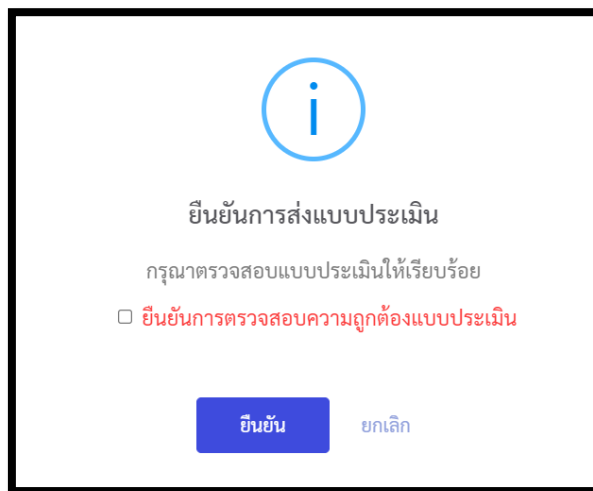 ยืนยันการส่งแบบประเมิน
กรุณาตรวจสอบแบบประเมินให้เรียบร้อย
ยืนยันการตรวจสอบความถูกต้องแบบประเมิน
ยืนยัน ยกเลิก